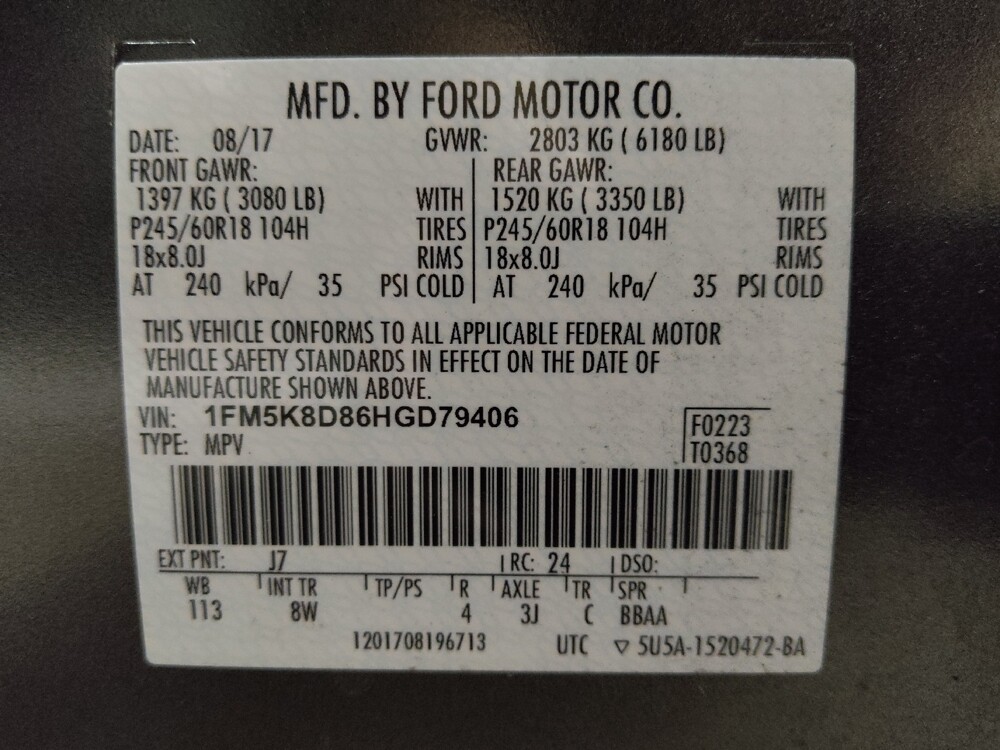 MFD. BY FORD MOTOR CO.
DATE: 08/17 GVWR: 2803 KG ( 6180 LB)
FRONT GAWR: REAR GAWR:
1397 KG ( 3080 LB) WITH 1520 KG ( 3350 LB) WITH
P245/60R18 104H TIRES P245/60R18 104H TIRES
18x8.0J RIMS 18x8.0J RIMS
AT 240 kPa/ 35 PSI COLD AT 240 kPa/ 35 PSI COLD
THIS VEHICLE CONFORMS TO ALL APPLICABLE FEDERAL MOTOR
VEHICLE SAFETY STANDARDS IN EFFECT ON THE DATE OF
MANUFACTURE SHOWN ABOVE.
VIN: 1FM5K8D86HGD79406 F0223
TYPE: MPV T0368
EXT PNT: J7 RC: 24 DSO:
WB INT TR TP/PS R AXLE TR SPR
113 8W 4 3J C BBAA
1201708196713 UTC ▽ 5U5A-1520472-BA